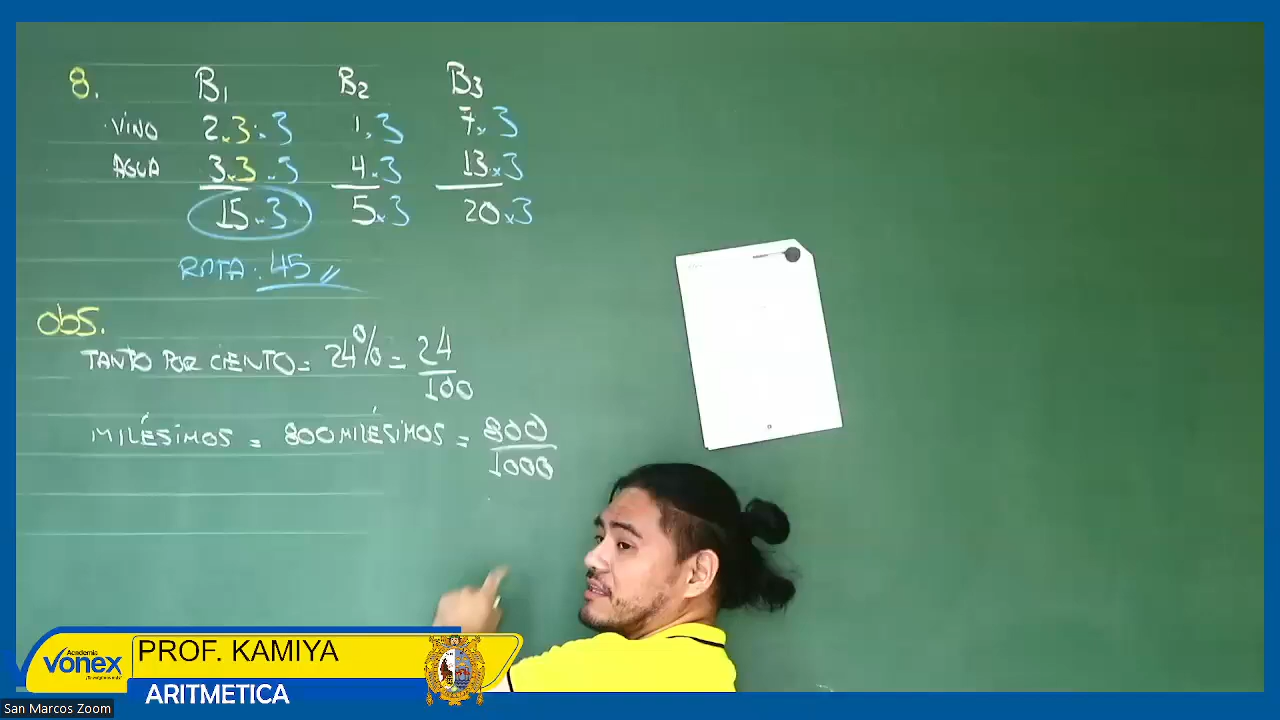 8. B1 B2 B3
VINO 2.3.3 1.3 7.3
AGUA 3.3.3 4.3 13.3
15.3 5.3 20.3
RPTA: 45
Obs.
TANTO POR CIENTO = 24% = 24/100
MILÉSIMOS = 800 MILÉSIMOS = 800/1000
Academia
Vonex
PROF. KAMIYA
ARITMETICA
San Marcos Zoom